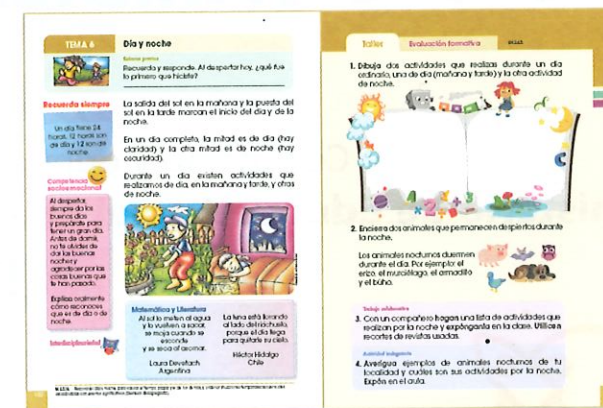 TEMA 6
Día y noche
Recuerda y responde. Al despertar hoy, ¿qué fue
lo primero que hiciste?
Recuerda siempre
Un día tiene 24
horas, 12 horas son
de día y 12 son de
noche.
La salida del sol en la mañana y la puesta del
sol en la tarde marcan el inicio del día y de la
noche.
En un día completo, la mitad es de día (hay
claridad) y la otra mitad es de noche (hay
oscuridad).
Durante un día existen actividades que
realizamos de día, en la mañana y tarde, y otras
de noche.
Competencia
socioemocional
Al despertar,
siempre da los
buenos días
y prepárate para
tener un gran día.
Antes de dormir,
no te olvides de
dar las buenas
noches y
agradecer por las
cosas buenas que
te han pasado.
Explica oralmente
cómo reconoces
que es de día o de
noche.
Interdisciplinariedad
Matemática y Literatura
Al sol lo meten al agua
y lo vuelven a sacar,
se moja cuando se
esconde
y se seca al asomar.
Laura Devetach
Argentina
La luna está llorando
al lado del riachuelo,
porque el día llega
para quitarle su cielo.
Héctor Hidalgo
Chile
Taller
Evaluación formativa
1. Dibuja dos actividades que realizas durante un día
ordinario, una de día (mañana y tarde) y la otra actividad
de noche.
2. Encierra dos animales que permanecen despiertos durante
la noche.
Los animales nocturnos duermen
durante el día. Por ejemplo: el
erizo, el murciélago, el armadillo
y el búho.
Trabajo colaborativo
3. Con un compañero hagan una lista de actividades que
realizan por la noche y expónganla en la clase. Utilicen
recortes de revistas usadas.
Actividad indagatoria
4. Averigua ejemplos de animales nocturnos de tu
localidad y cuáles son sus actividades por la noche.
Expón en el aula.